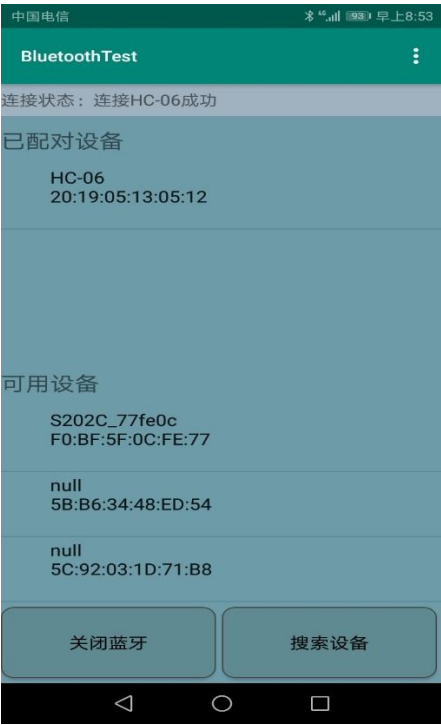 中国电信
46 93 早上8:53
BluetoothTest
连接状态：连接HC-06成功
已配对设备
HC-06
20:19:05:13:05:12
可用设备
S202C_77fe0c
F0:BF:5F:0C:FE:77
null
5B:B6:34:48:ED:54
null
5C:92:03:1D:71:B8
关闭蓝牙
搜索设备